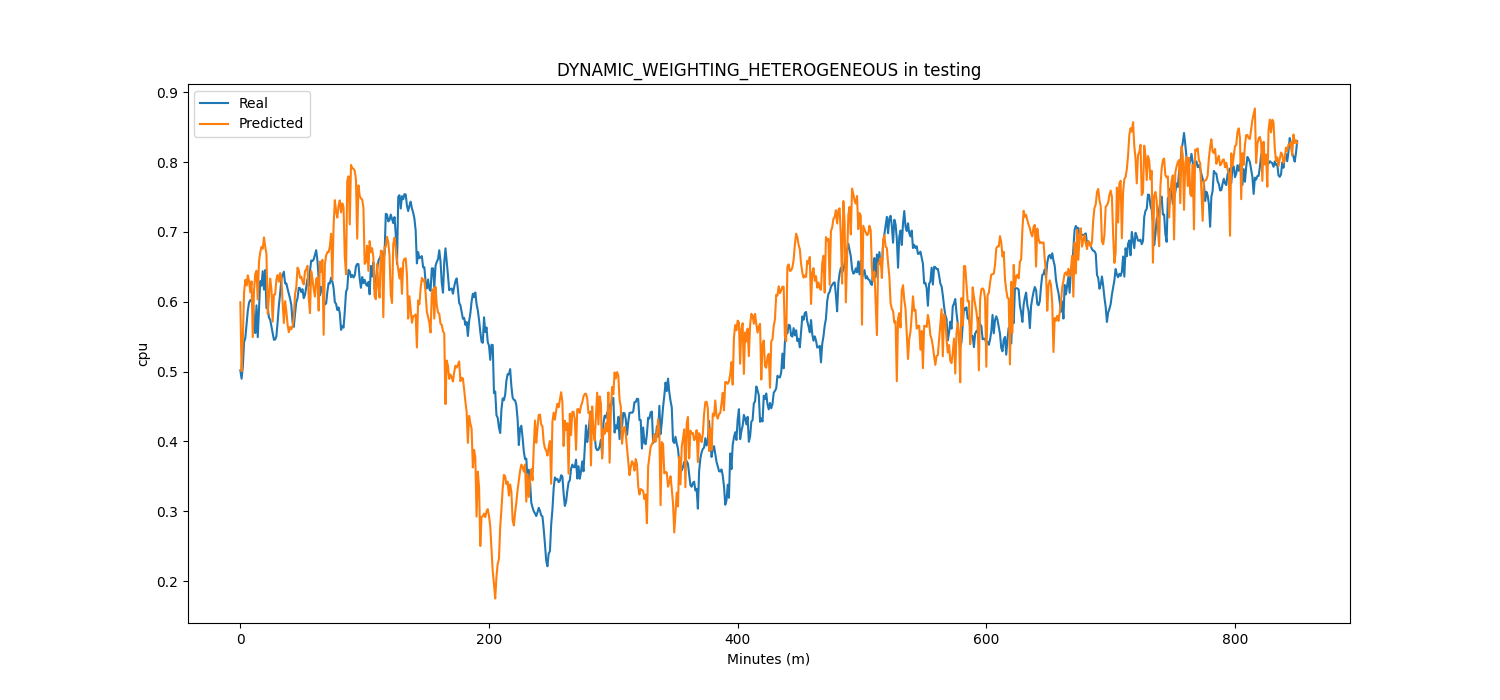 DYNAMIC_WEIGHTING_HETEROGENEOUS in testing
Real
Predicted
0.9
0.8
0.7
0.6
0.5
0.4
0.3
0.2
cpu
0 200 400 600 800
Minutes (m)